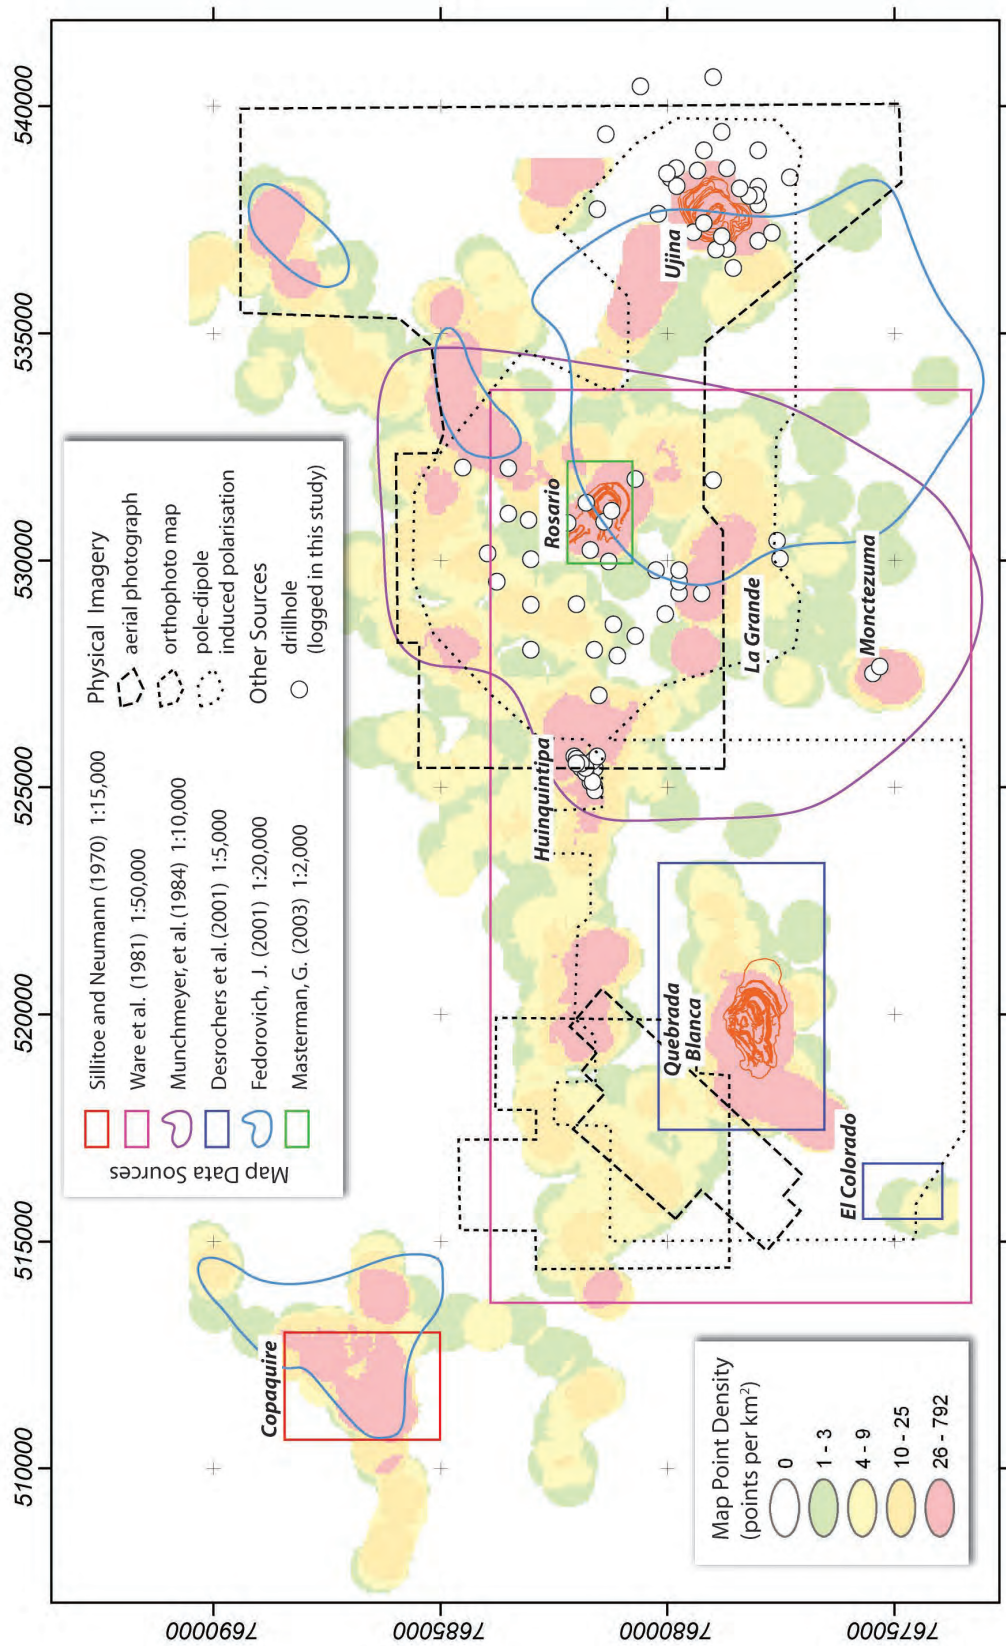 Map Data Sources
Sillitoe and Neumann (1970) 1:15,000
Ware et al. (1981) 1:50,000
Munchmeyer, et al. (1984) 1:10,000
Desrochers et al. (2001) 1:5,000
Fedorovich, J. (2001) 1:20,000
Masterman, G. (2003) 1:2,000
Physical Imagery
aerial photograph
orthophoto map
pole-dipole
induced polarisation
Other Sources
drillhole
(logged in this study)
510000
515000
520000
525000
530000
535000
540000
7690000
7685000
7680000
7675000
Copaquire
Huinquintipa
Rosario
Ujina
Quebrada
Blanca
La Grande
El Colorado
Monctezuma
Map Point Density
(points per km²)
0
1 - 3
4 - 9
10 - 25
26 - 792